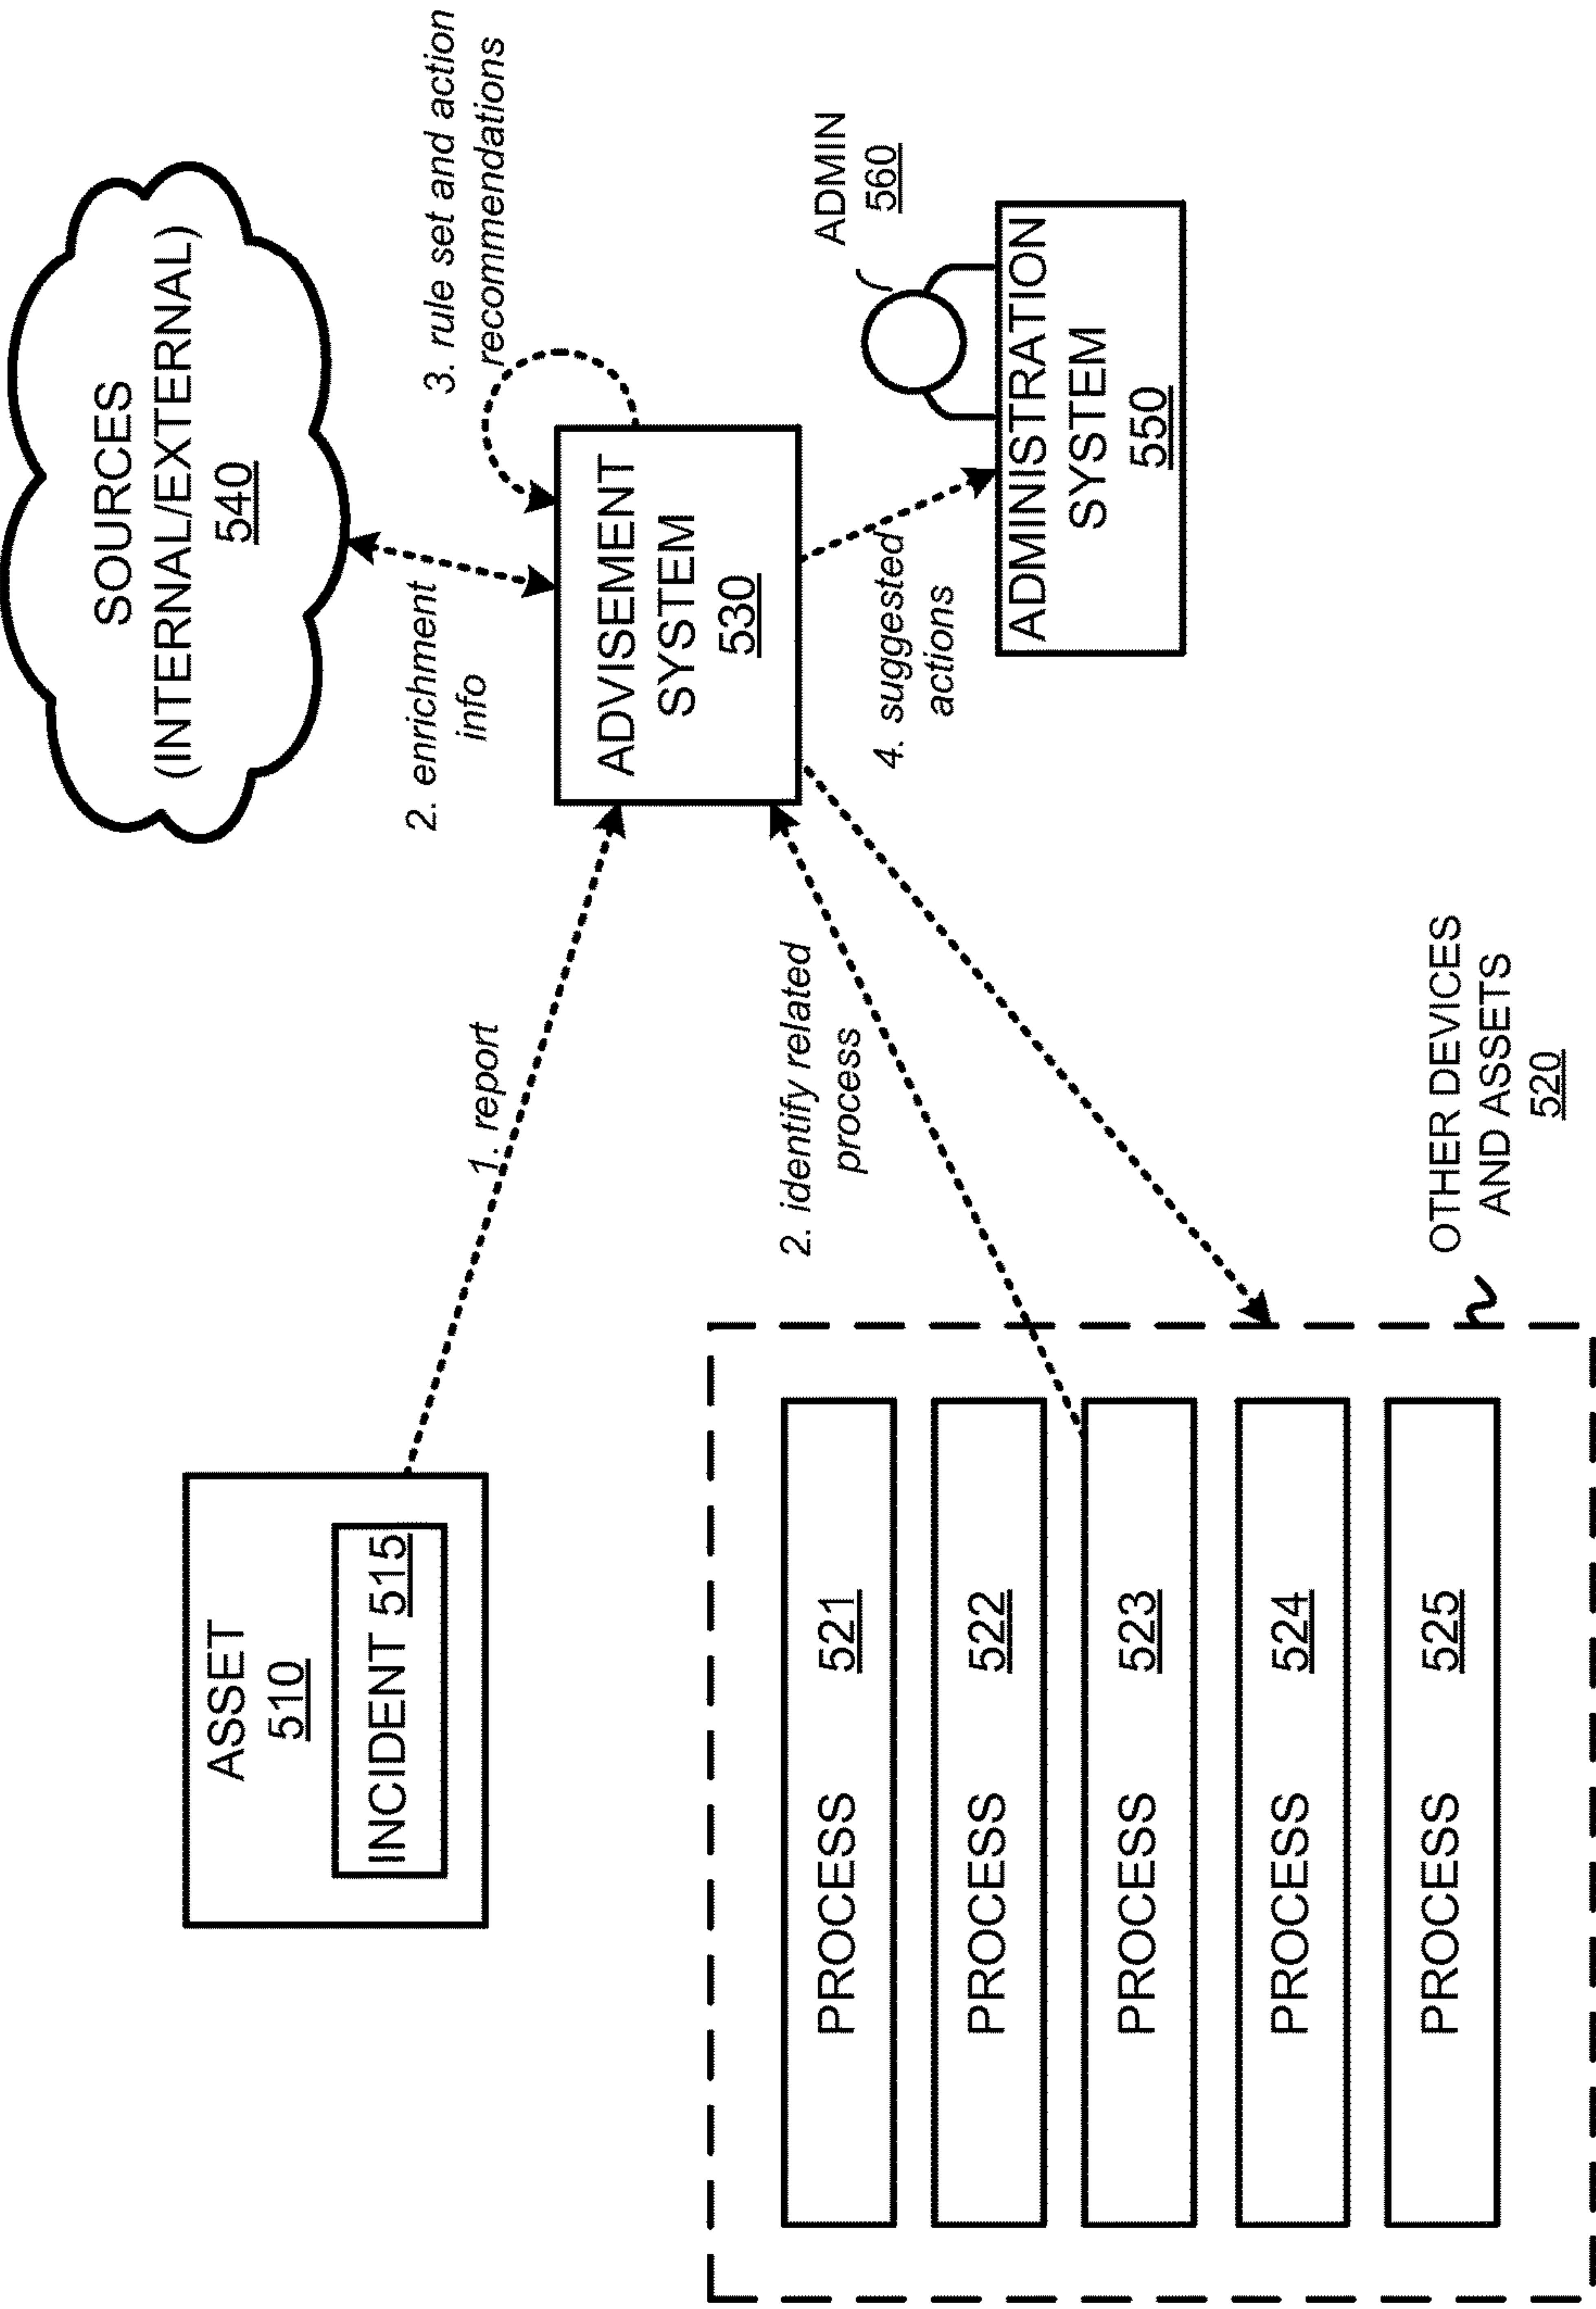 ASSET
510
INCIDENT 515
1. report
SOURCES
(INTERNAL/EXTERNAL)
540
2. enrichment
info
3. rule set and action
recommendations
ADVISEMENT
SYSTEM
530
2. identify related
process
4. suggested
actions
ADMIN
560
ADMINISTRATION
SYSTEM
550
PROCESS 521
PROCESS 522
PROCESS 523
PROCESS 524
PROCESS 525
OTHER DEVICES
AND ASSETS
520